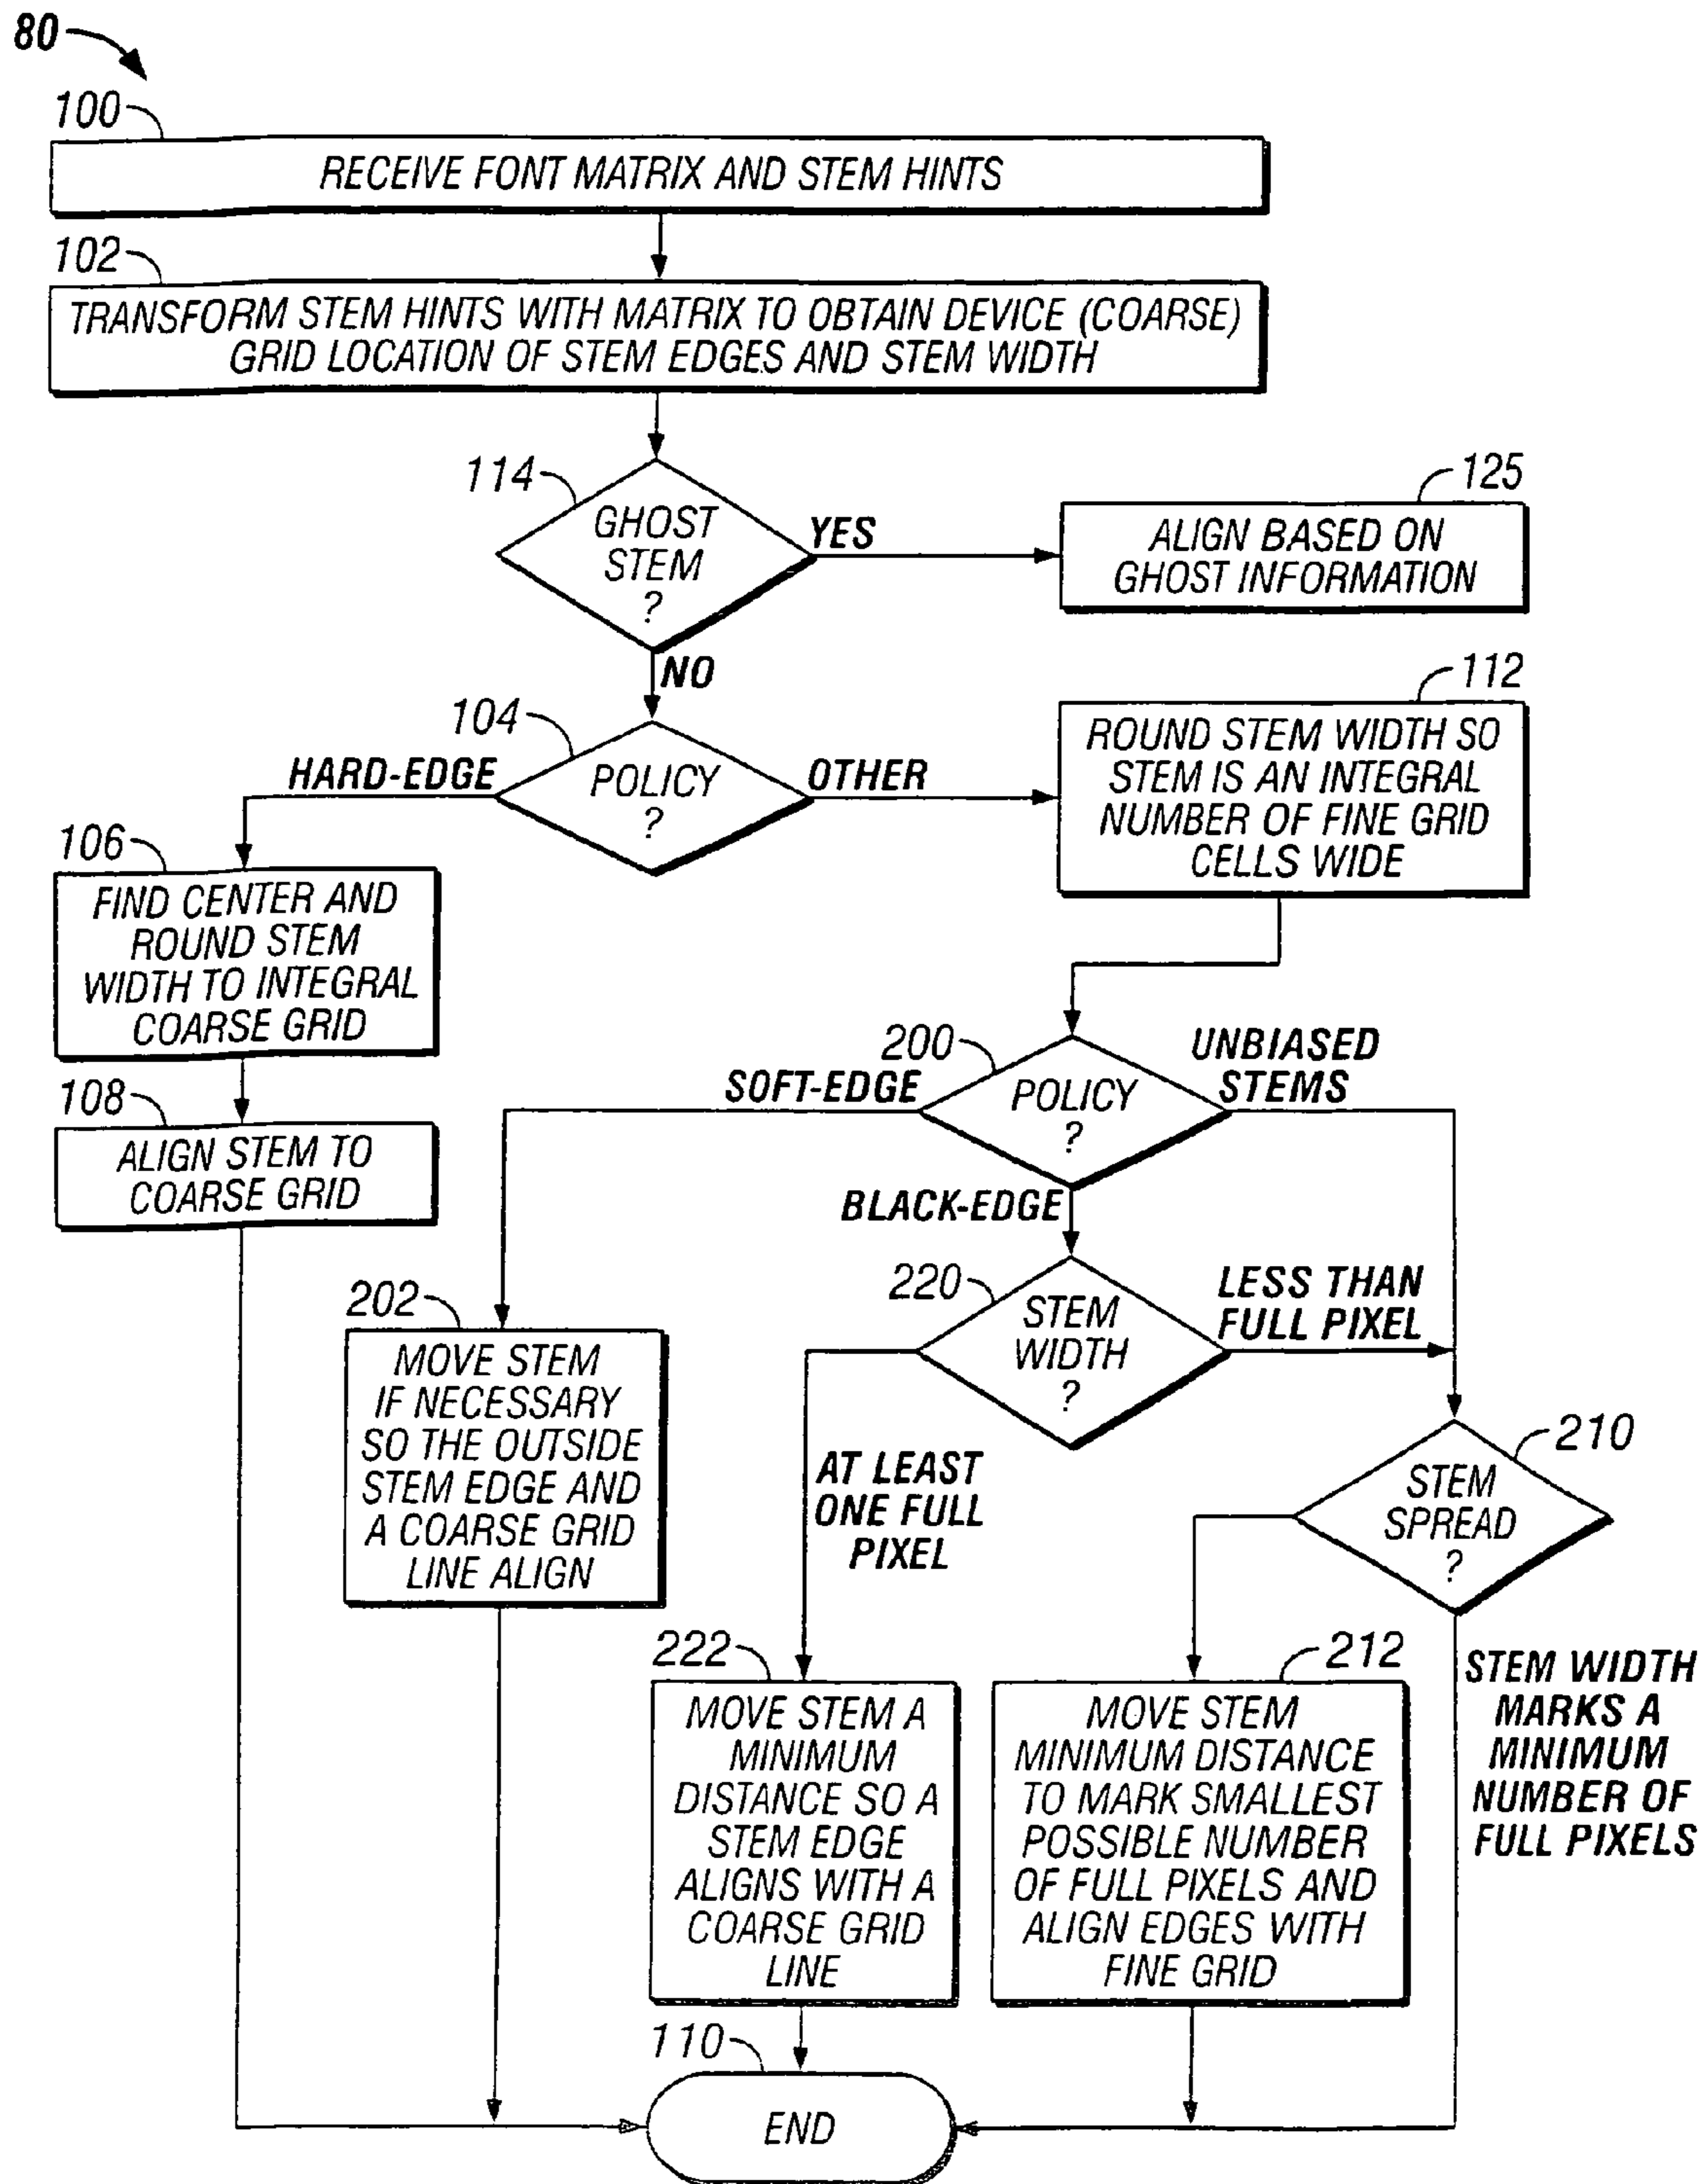 80
100
RECEIVE FONT MATRIX AND STEM HINTS
102
TRANSFORM STEM HINTS WITH MATRIX TO OBTAIN DEVICE (COARSE)
GRID LOCATION OF STEM EDGES AND STEM WIDTH
114
GHOST
STEM
?
YES
125
ALIGN BASED ON
GHOST INFORMATION
NO
104
POLICY
?
HARD-EDGE
OTHER
112
ROUND STEM WIDTH SO
STEM IS AN INTEGRAL
NUMBER OF FINE GRID
CELLS WIDE
106
FIND CENTER AND
ROUND STEM
WIDTH TO INTEGRAL
COARSE GRID
108
ALIGN STEM TO
COARSE GRID
200
POLICY
?
SOFT-EDGE
UNBIASED
STEMS
BLACK-EDGE
202
MOVE STEM
IF NECESSARY
SO THE OUTSIDE
STEM EDGE AND
A COARSE GRID
LINE ALIGN
220
STEM
WIDTH
?
LESS THAN
FULL PIXEL
AT LEAST
ONE FULL
PIXEL
210
STEM
SPREAD
?
222
MOVE STEM A
MINIMUM
DISTANCE SO A
STEM EDGE
ALIGNS WITH A
COARSE GRID
LINE
212
MOVE STEM
MINIMUM DISTANCE
TO MARK SMALLEST
POSSIBLE NUMBER
OF FULL PIXELS AND
ALIGN EDGES WITH
FINE GRID
STEM WIDTH
MARKS A
MINIMUM
NUMBER OF
FULL PIXELS
110
END